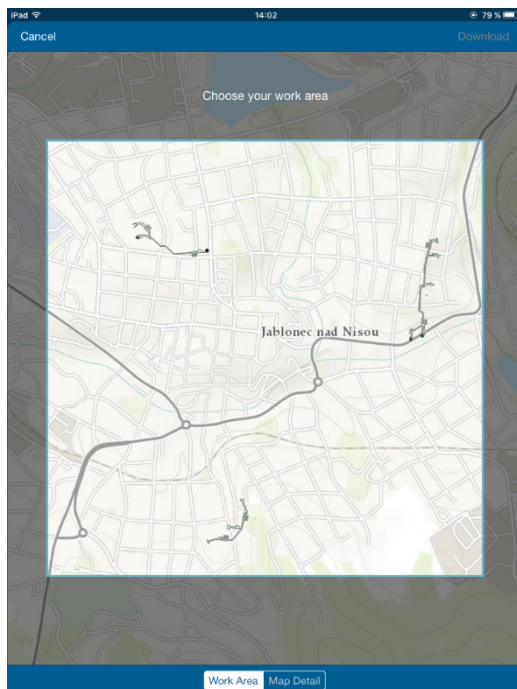 iPad 14:02 79 %
Cancel Download
Choose your work area
Jablonec nad Nisou
Work Area Map Detail